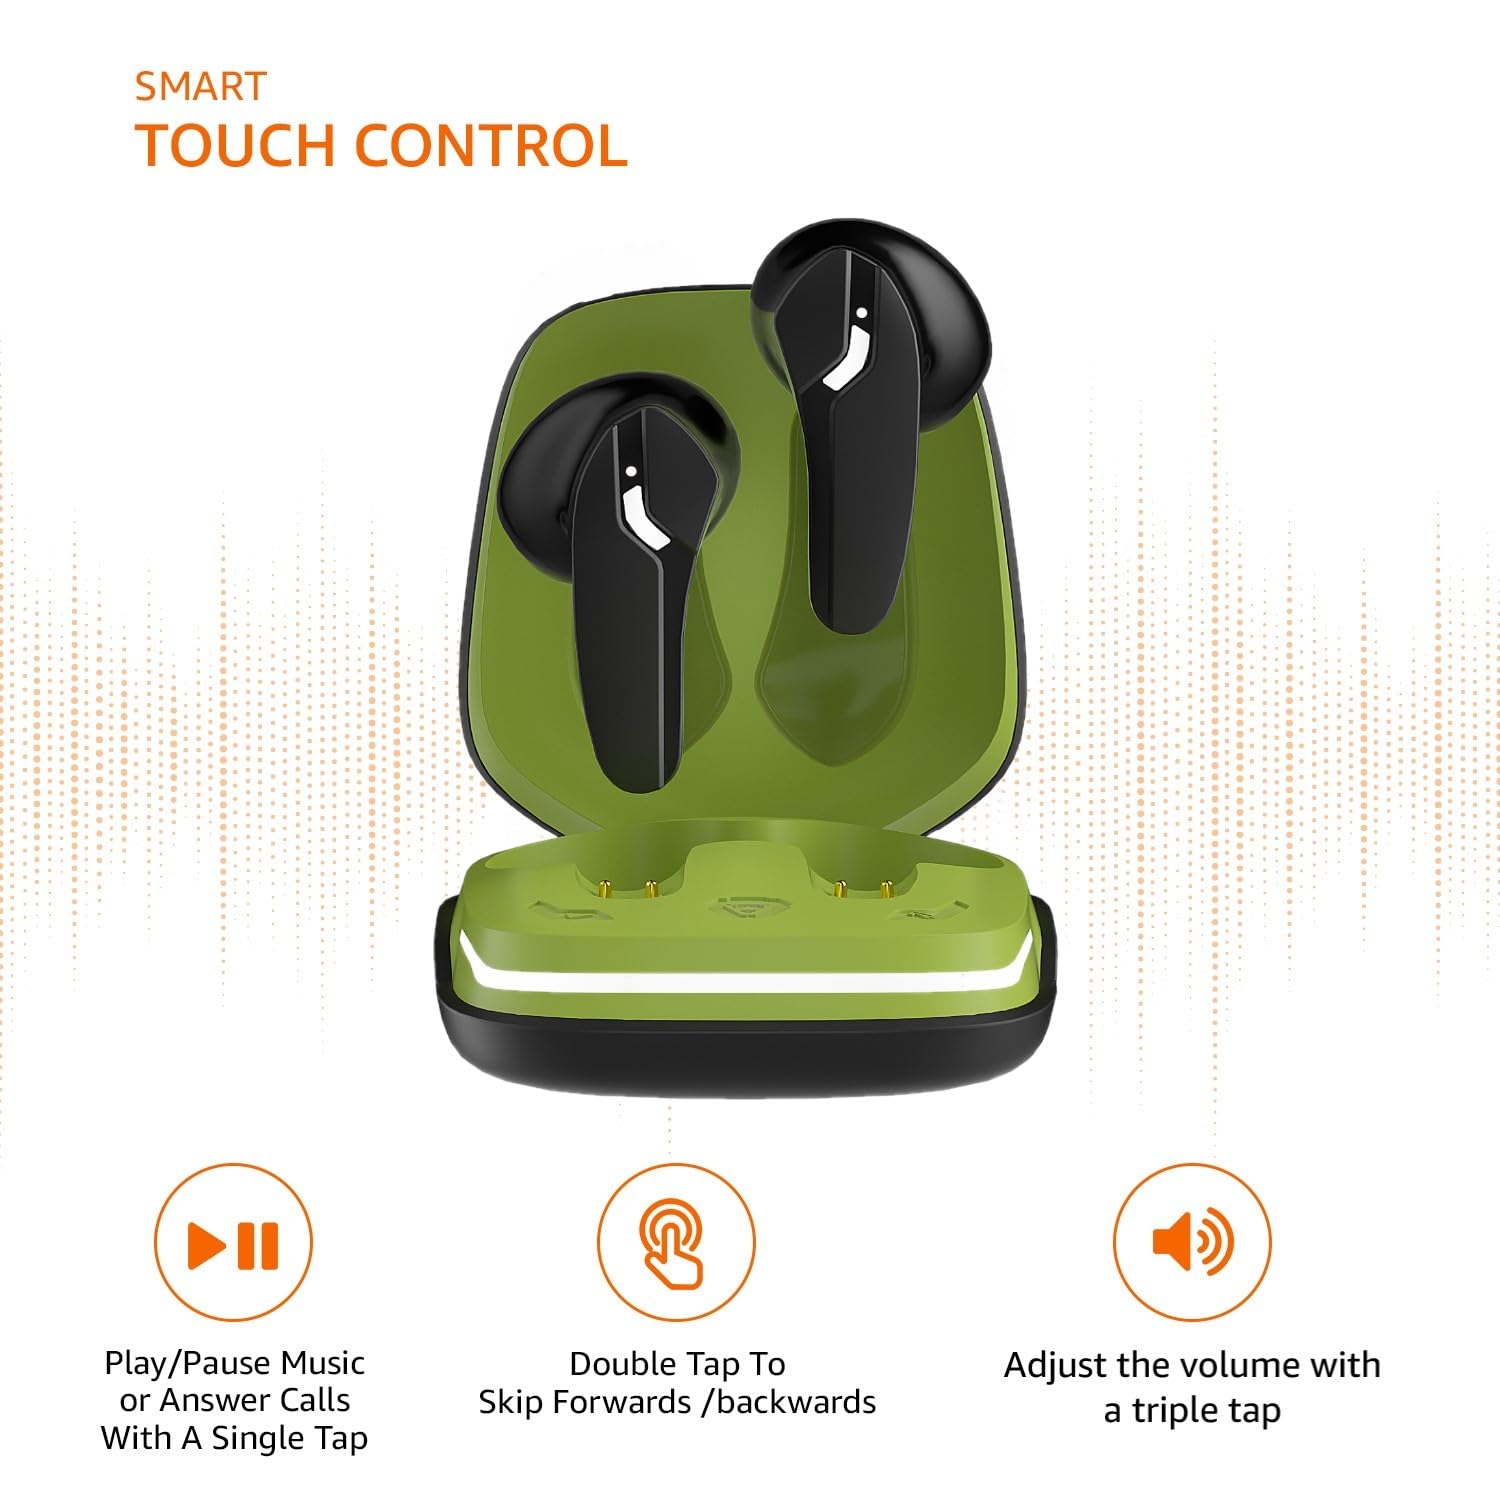 SMART
TOUCH CONTROL
Play/Pause Music
or Answer Calls
With A Single Tap
Double Tap To
Skip Forwards /backwards
Adjust the volume with
a triple tap